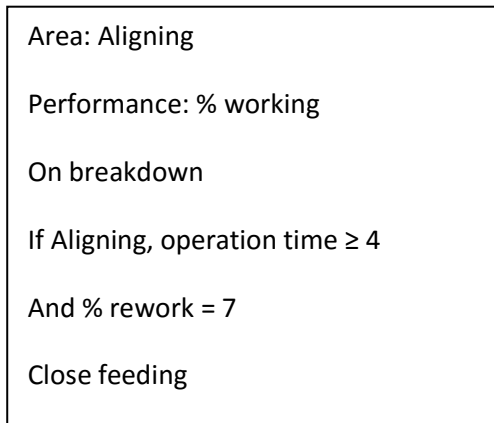 Area: Aligning
Performance: % working
On breakdown
If Aligning, operation time ≥ 4
And % rework = 7
Close feeding